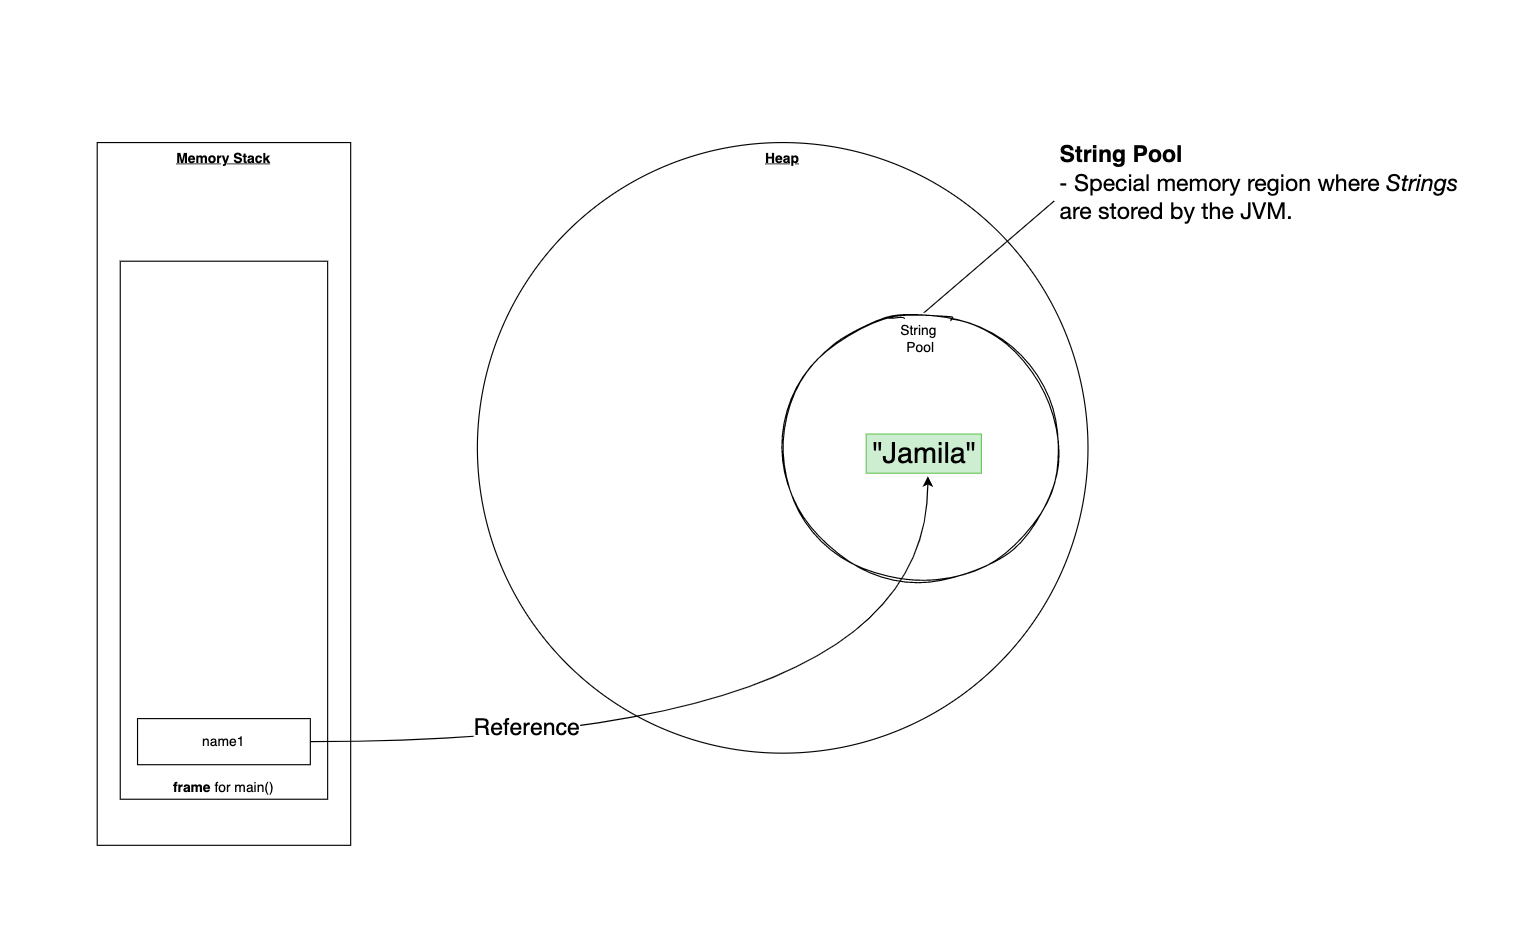 Memory Stack
Heap
String Pool
- Special memory region where Strings
are stored by the JVM.
String
Pool
"Jamila"
Reference
name1
frame for main()